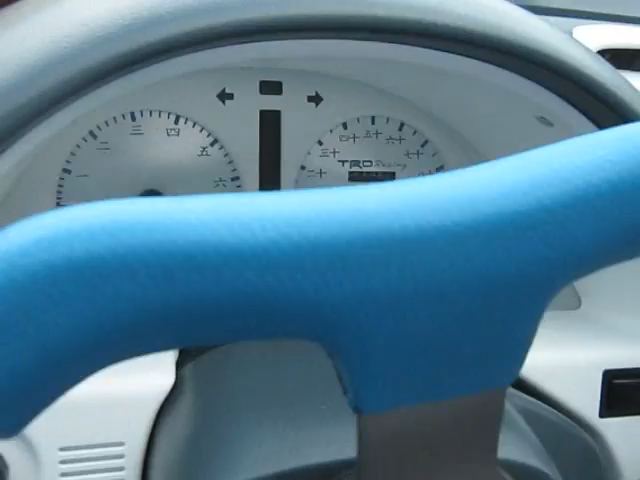 一
二
三
四
五
六
二十
三十
四十
五十
六十
七十
TRD